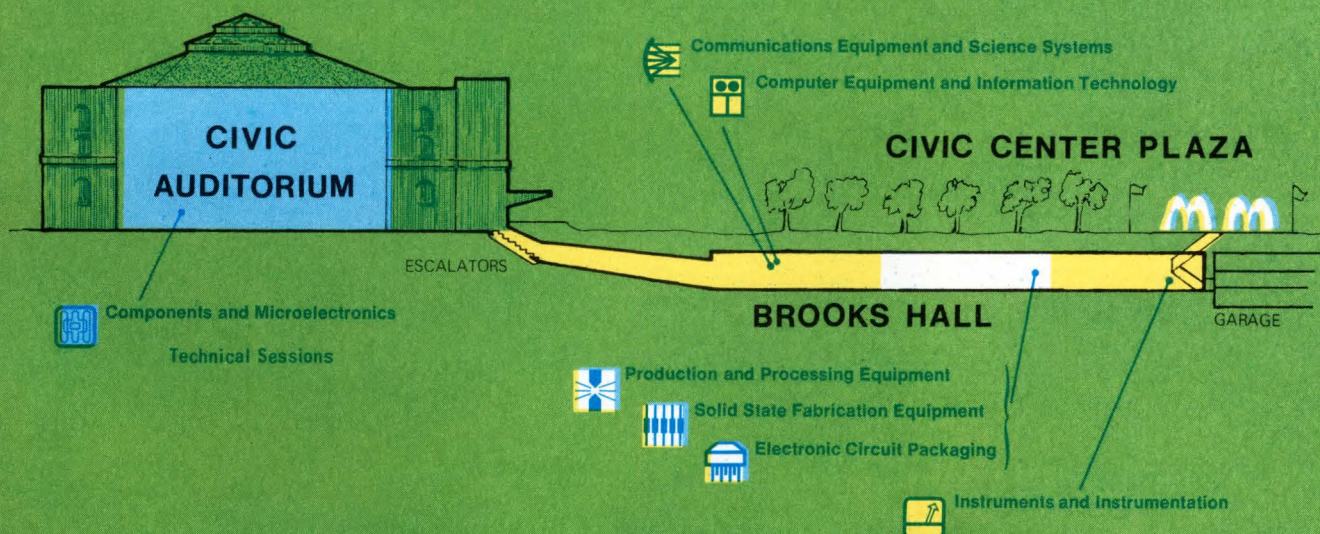 Communications Equipment and Science Systems
Computer Equipment and Information Technology
CIVIC
AUDITORIUM
CIVIC CENTER PLAZA
ESCALATORS
BROOKS HALL
GARAGE
Components and Microelectronics
Technical Sessions
Production and Processing Equipment
Solid State Fabrication Equipment
Electronic Circuit Packaging
Instruments and Instrumentation